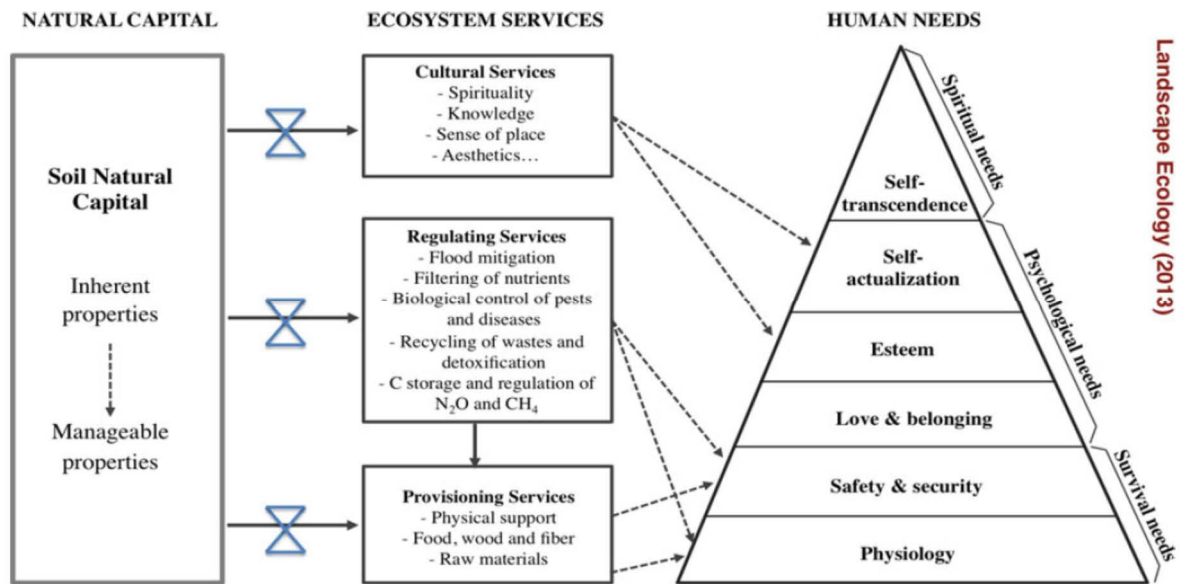 NATURAL CAPITAL
Soil Natural
Capital
Inherent
properties
Manageable
properties
ECOSYSTEM SERVICES
Cultural Services
- Spirituality
- Knowledge
- Sense of place
- Aesthetics…
Regulating Services
- Flood mitigation
- Filtering of nutrients
- Biological control of pests
and diseases
- Recycling of wastes and
detoxification
- C storage and regulation of
N₂O and CH₄
Provisioning Services
- Physical support
- Food, wood and fiber
- Raw materials
HUMAN NEEDS
Self-
transcendence
Self-
actualization
Esteem
Love & belonging
Safety & security
Physiology
Spiritual needs
Psychological needs
Survival needs
Landscape Ecology (2013)